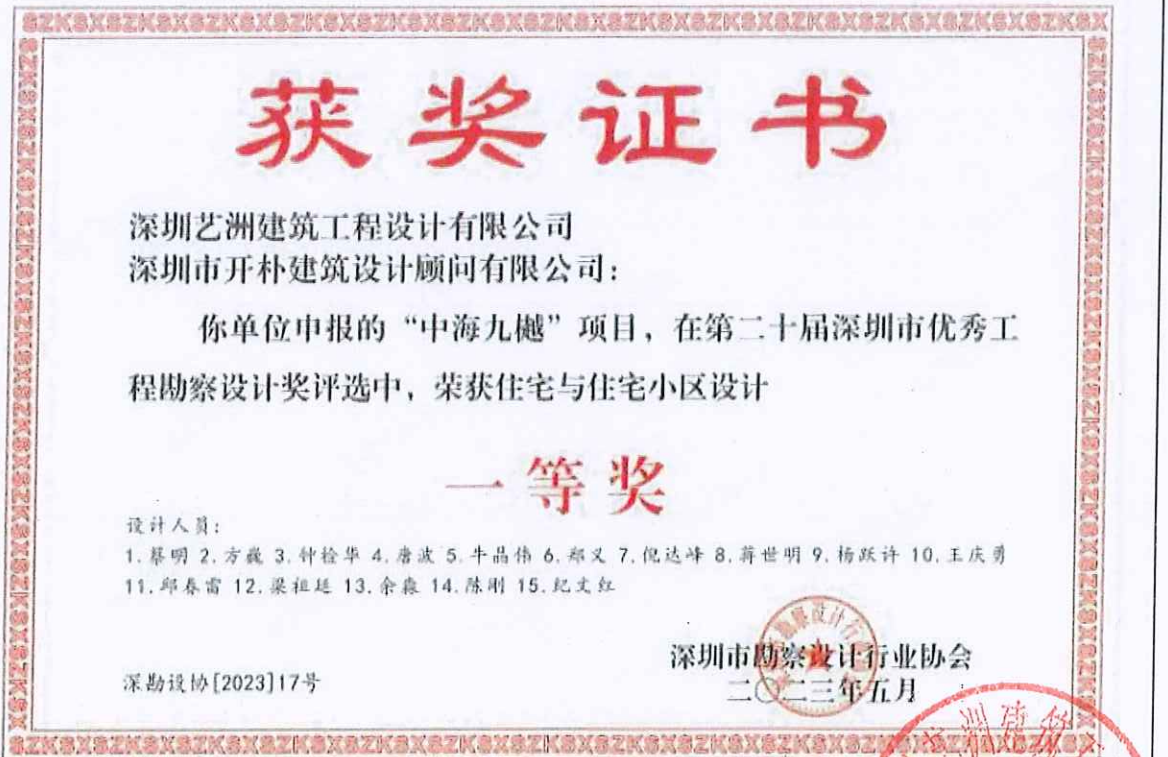 获奖证书
深圳艺洲建筑工程设计有限公司
深圳市开朴建筑设计顾问有限公司：
你单位申报的“中海九樾”项目，在第二十届深圳市优秀工
程勘察设计奖评选中，荣获住宅与住宅小区设计
一等奖
设计人员：
1.蔡明 2.方巍 3.钟检华 4.唐波 5.牛晶伟 6.郑义 7.倪达峰 8.蒋世明 9.杨跃许 10.王庆勇
11.邱春雷 12.梁祖延 13.余淼 14.陈刚 15.纪文红
深圳市勘察设计行业协会
深勘设协[2023]17号
二〇二三年五月